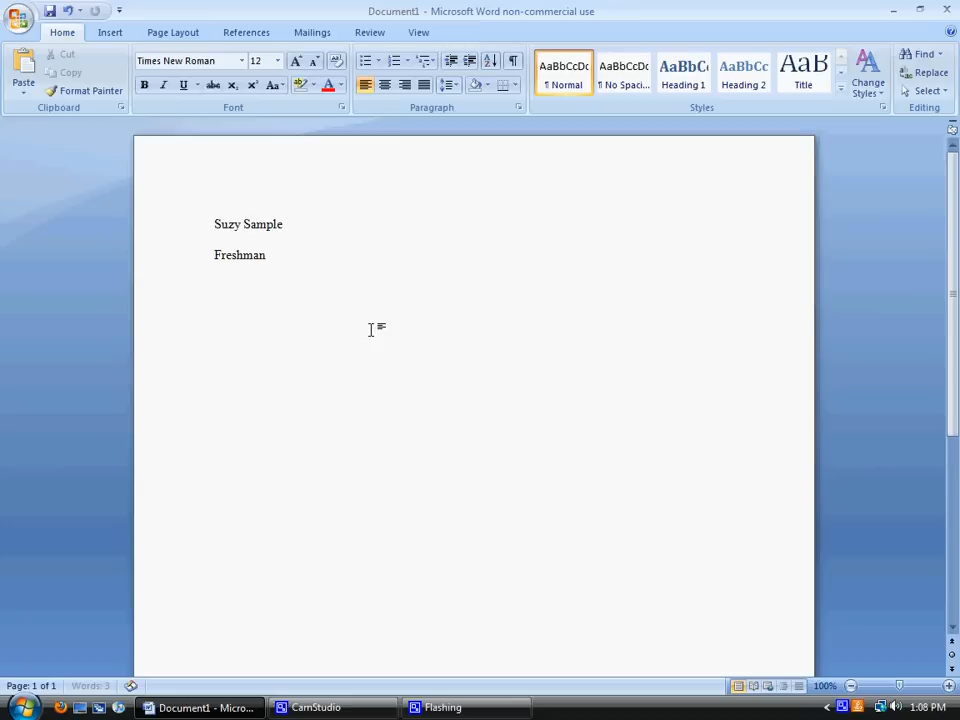 Document1 - Microsoft Word non-commercial use
Home Insert Page Layout References Mailings Review View
Cut
Copy
Format Painter
Paste
Clipboard
Times New Roman 12
Font
Paragraph
AaBbCcDc AaBbCcDc AaBbC AaBbCc AaB
¶ Normal ¶ No Spaci... Heading 1 Heading 2 Title
Change Styles
Styles
Find
Replace
Select
Editing
Suzy Sample
Freshman
Page: 1 of 1 Words: 3 100%
Document1 - Micro... CamStudio Flashing 1:08 PM